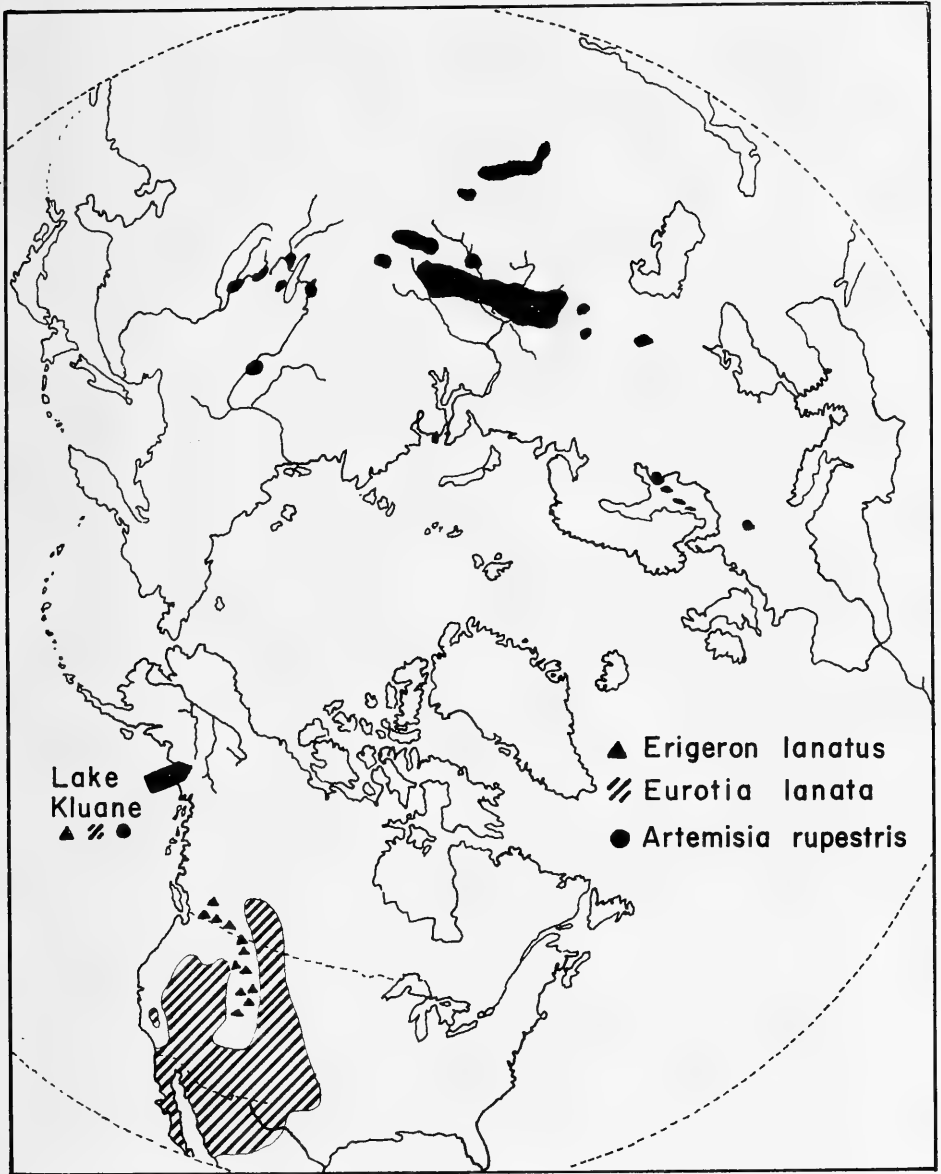 Lake
Kluane
Erigeron lanatus
Eurotia lanata
Artemisia rupestris